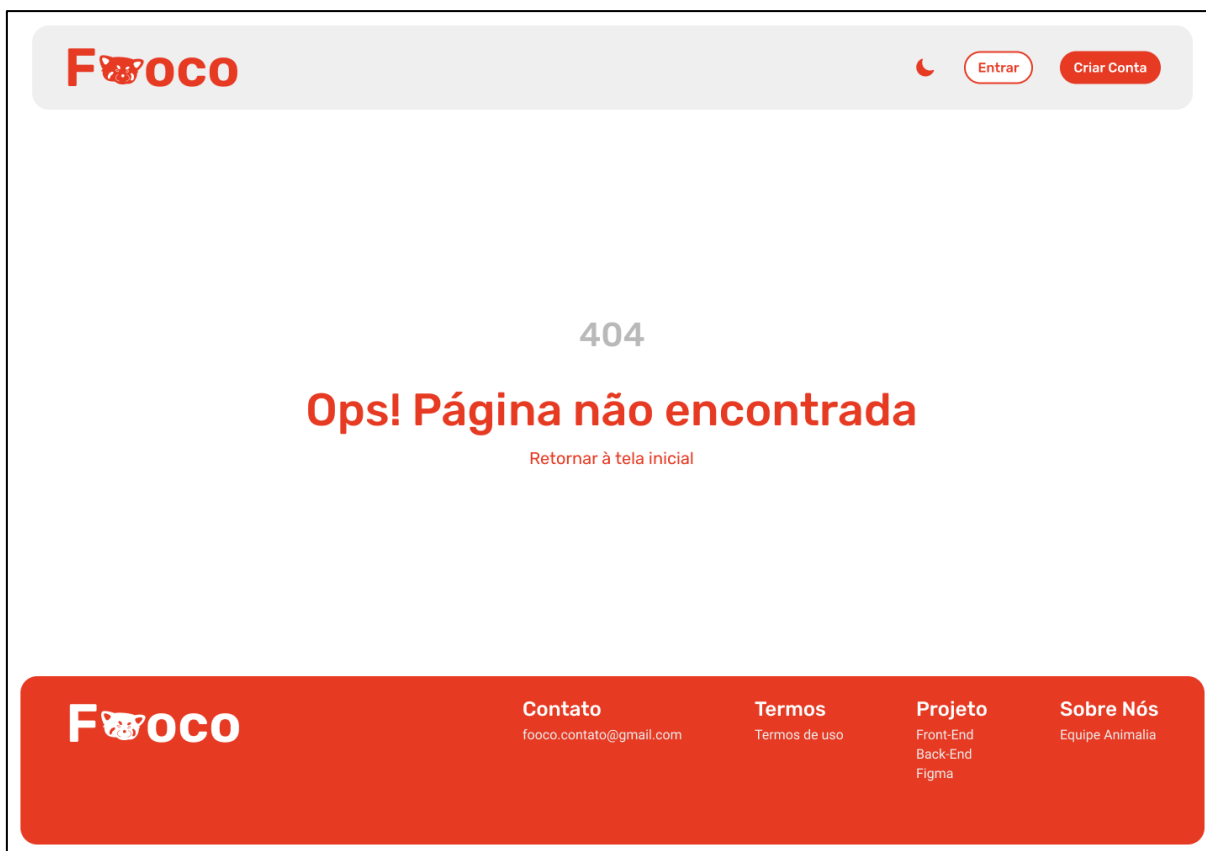 Fooco
Entrar
Criar Conta
404
Ops! Página não encontrada
Retornar à tela inicial
Fooco
Contato
fooco.contato@gmail.com
Termos
Termos de uso
Projeto
Front-End
Back-End
Figma
Sobre Nós
Equipe Animalia